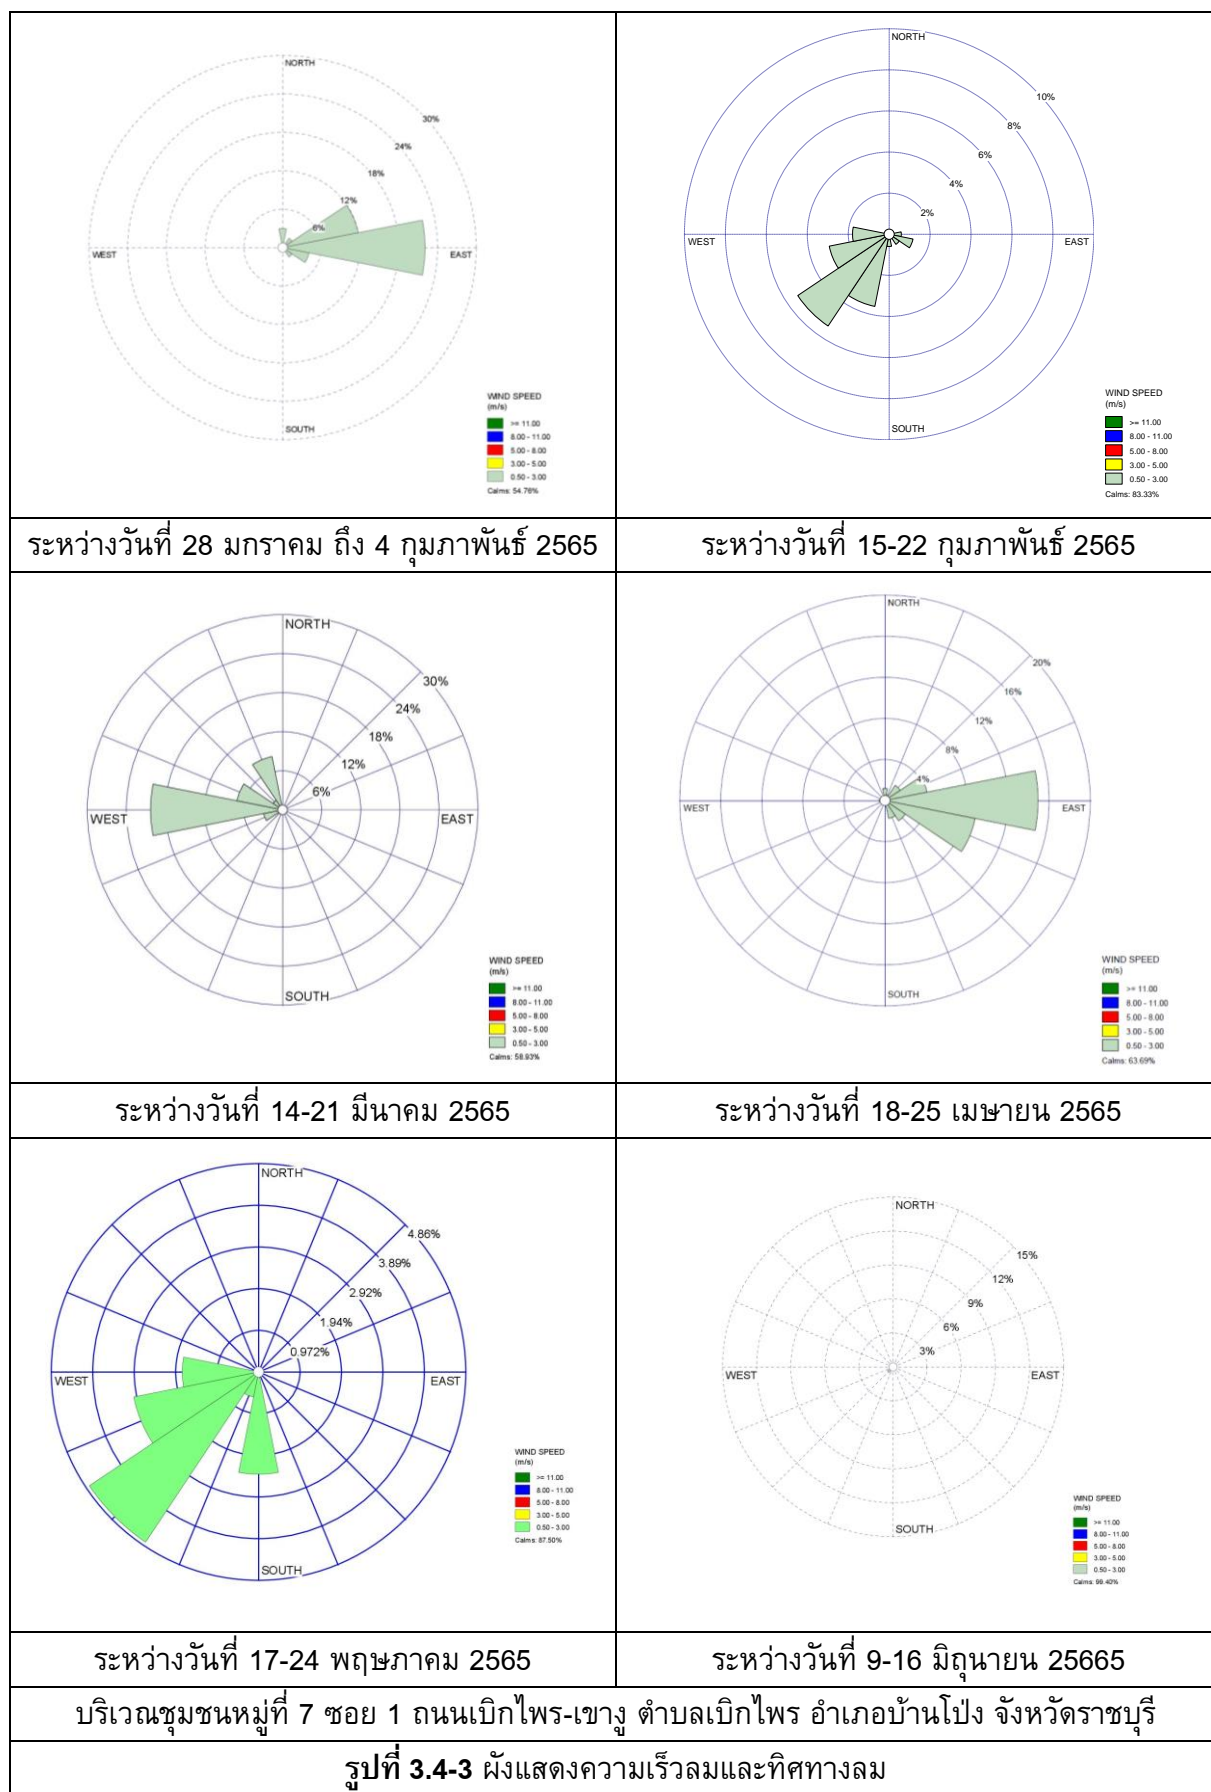 NORTH
30%
24%
18%
12%
6%
WEST
EAST
SOUTH
WIND SPEED
(m/s)
>= 11.00
8.00 - 11.00
5.00 - 8.00
3.00 - 5.00
0.50 - 3.00
Calms: 54.76%
NORTH
10%
8%
6%
4%
2%
WEST
EAST
SOUTH
WIND SPEED
(m/s)
>= 11.00
8.00 - 11.00
5.00 - 8.00
3.00 - 5.00
0.50 - 3.00
Calms: 83.33%
ระหว่างวันที่ 28 มกราคม ถึง 4 กุมภาพันธ์ 2565
ระหว่างวันที่ 15-22 กุมภาพันธ์ 2565
NORTH
30%
24%
18%
12%
6%
WEST
EAST
SOUTH
WIND SPEED
(m/s)
>= 11.00
8.00 - 11.00
5.00 - 8.00
3.00 - 5.00
0.50 - 3.00
Calms: 58.93%
NORTH
20%
16%
12%
8%
4%
WEST
EAST
SOUTH
WIND SPEED
(m/s)
>= 11.00
8.00 - 11.00
5.00 - 8.00
3.00 - 5.00
0.50 - 3.00
Calms: 63.69%
ระหว่างวันที่ 14-21 มีนาคม 2565
ระหว่างวันที่ 18-25 เมษายน 2565
NORTH
4.86%
3.89%
2.92%
1.94%
0.972%
WEST
EAST
SOUTH
WIND SPEED
(m/s)
>= 11.00
8.00 - 11.00
5.00 - 8.00
3.00 - 5.00
0.50 - 3.00
Calms: 87.50%
NORTH
15%
12%
9%
6%
3%
WEST
EAST
SOUTH
WIND SPEED
(m/s)
>= 11.00
8.00 - 11.00
5.00 - 8.00
3.00 - 5.00
0.50 - 3.00
Calms: 99.40%
ระหว่างวันที่ 17-24 พฤษภาคม 2565
ระหว่างวันที่ 9-16 มิถุนายน 25665
บริเวณชุมชนหมู่ที่ 7 ซอย 1 ถนนเบิกไพร-เขางู ตำบลเบิกไพร อำเภอบ้านโป่ง จังหวัดราชบุรี
รูปที่ 3.4-3 ผังแสดงความเร็วลมและทิศทางลม